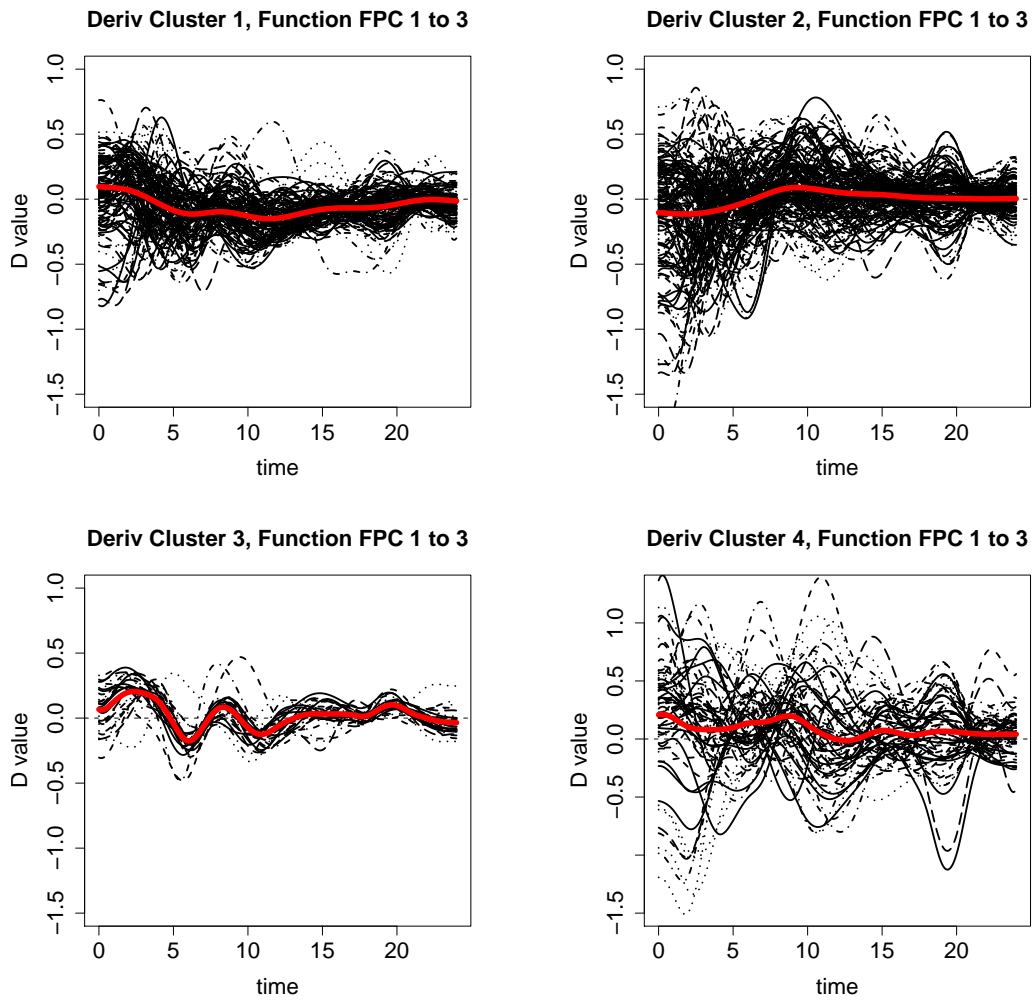 Deriv Cluster 1, Function FPC 1 to 3
D value
1.0
0.5
0.0
−0.5
−1.0
−1.5
0 5 10 15 20
time
Deriv Cluster 2, Function FPC 1 to 3
D value
1.0
0.5
0.0
−0.5
−1.0
−1.5
0 5 10 15 20
time
Deriv Cluster 3, Function FPC 1 to 3
D value
1.0
0.5
0.0
−0.5
−1.0
−1.5
0 5 10 15 20
time
Deriv Cluster 4, Function FPC 1 to 3
D value
1.0
0.5
0.0
−0.5
−1.5
0 5 10 15 20
time